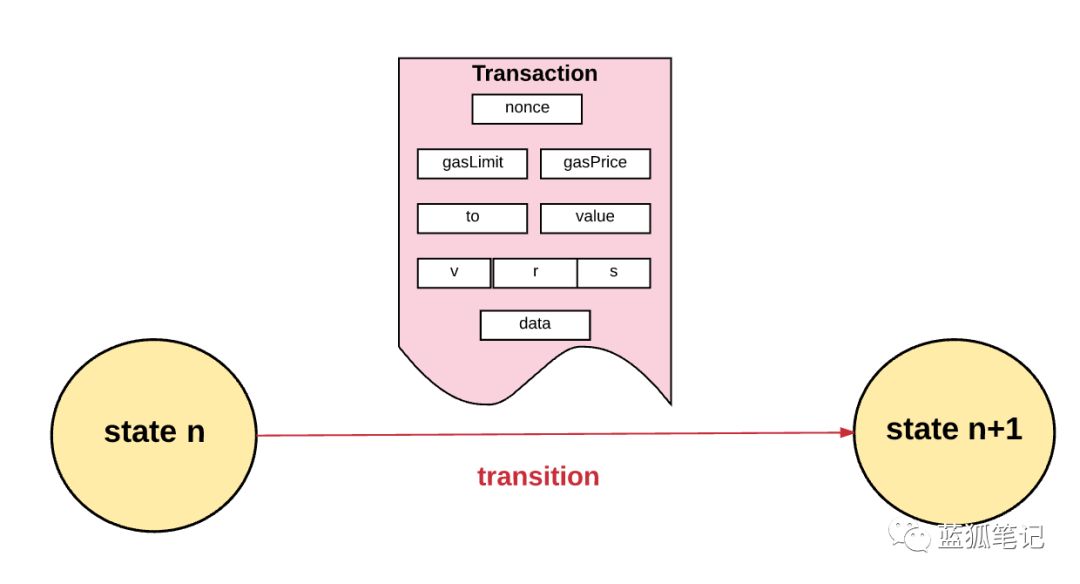 Transaction
nonce
gasLimit gasPrice
to value
v r s
data
state n
state n+1
transition
蓝狐笔记